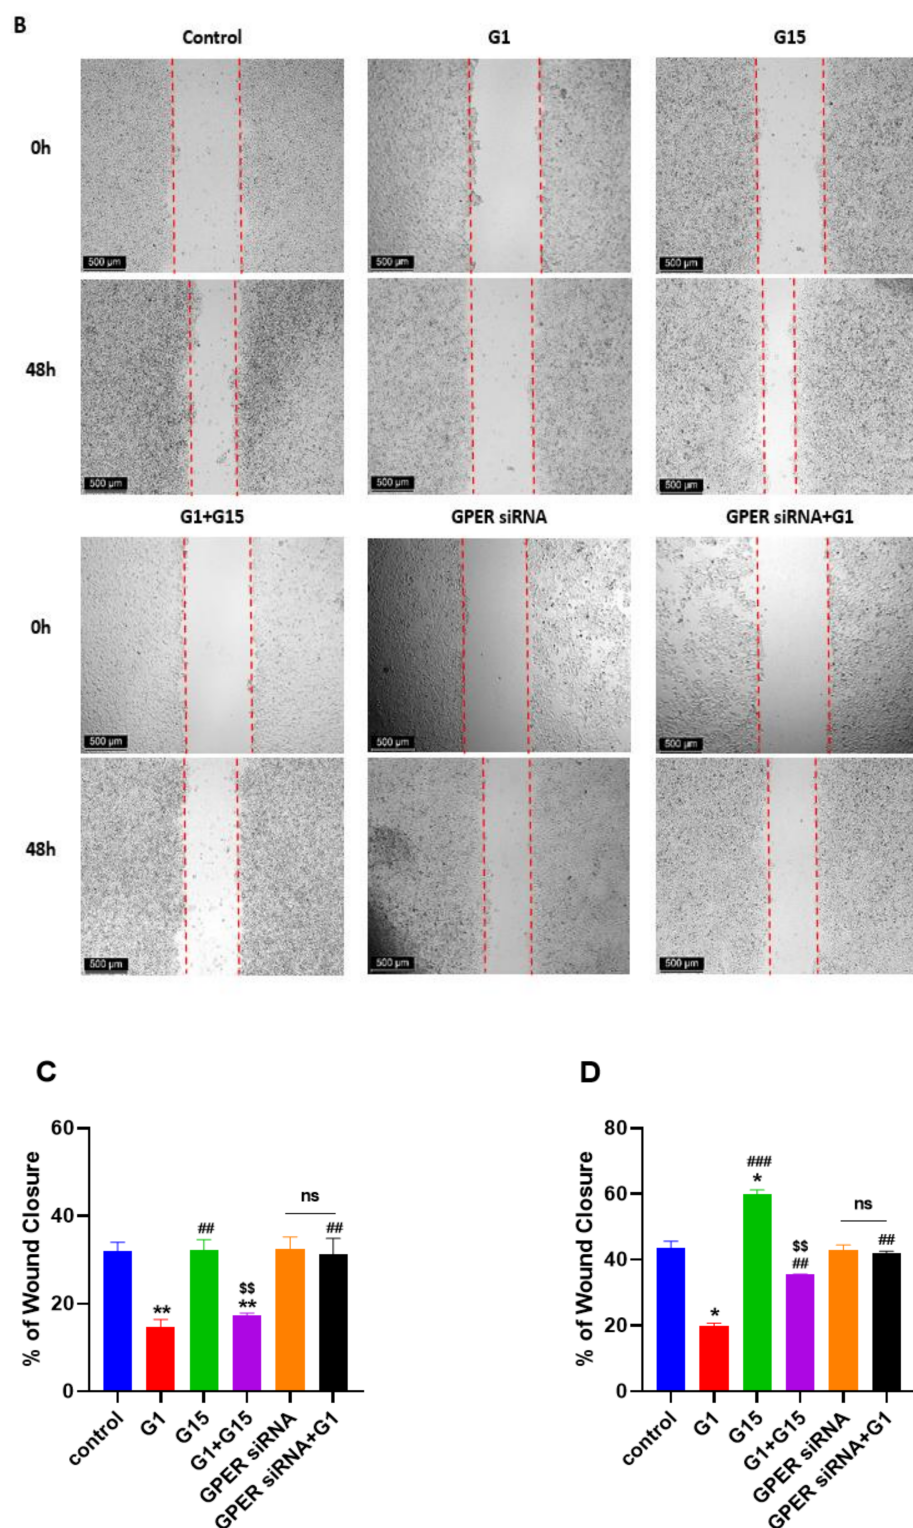 B
Control G1 G15
0h
500 µm 500 µm 500 µm
48h
500 µm 500 µm 500 µm
G1+G15 GPER siRNA GPER siRNA+G1
0h
500 µm 500 µm 500 µm
48h
500 µm 500 µm 500 µm
C
% of Wound Closure
60
40
20
0
** ## $$ ** ns ##
control G1 G15 G1+G15 GPER siRNA GPER siRNA+G1
D
% of Wound Closure
80
60
40
20
0
* ### * $$ ## ns ##
control G1 G15 G1+G15 GPER siRNA GPER siRNA+G1